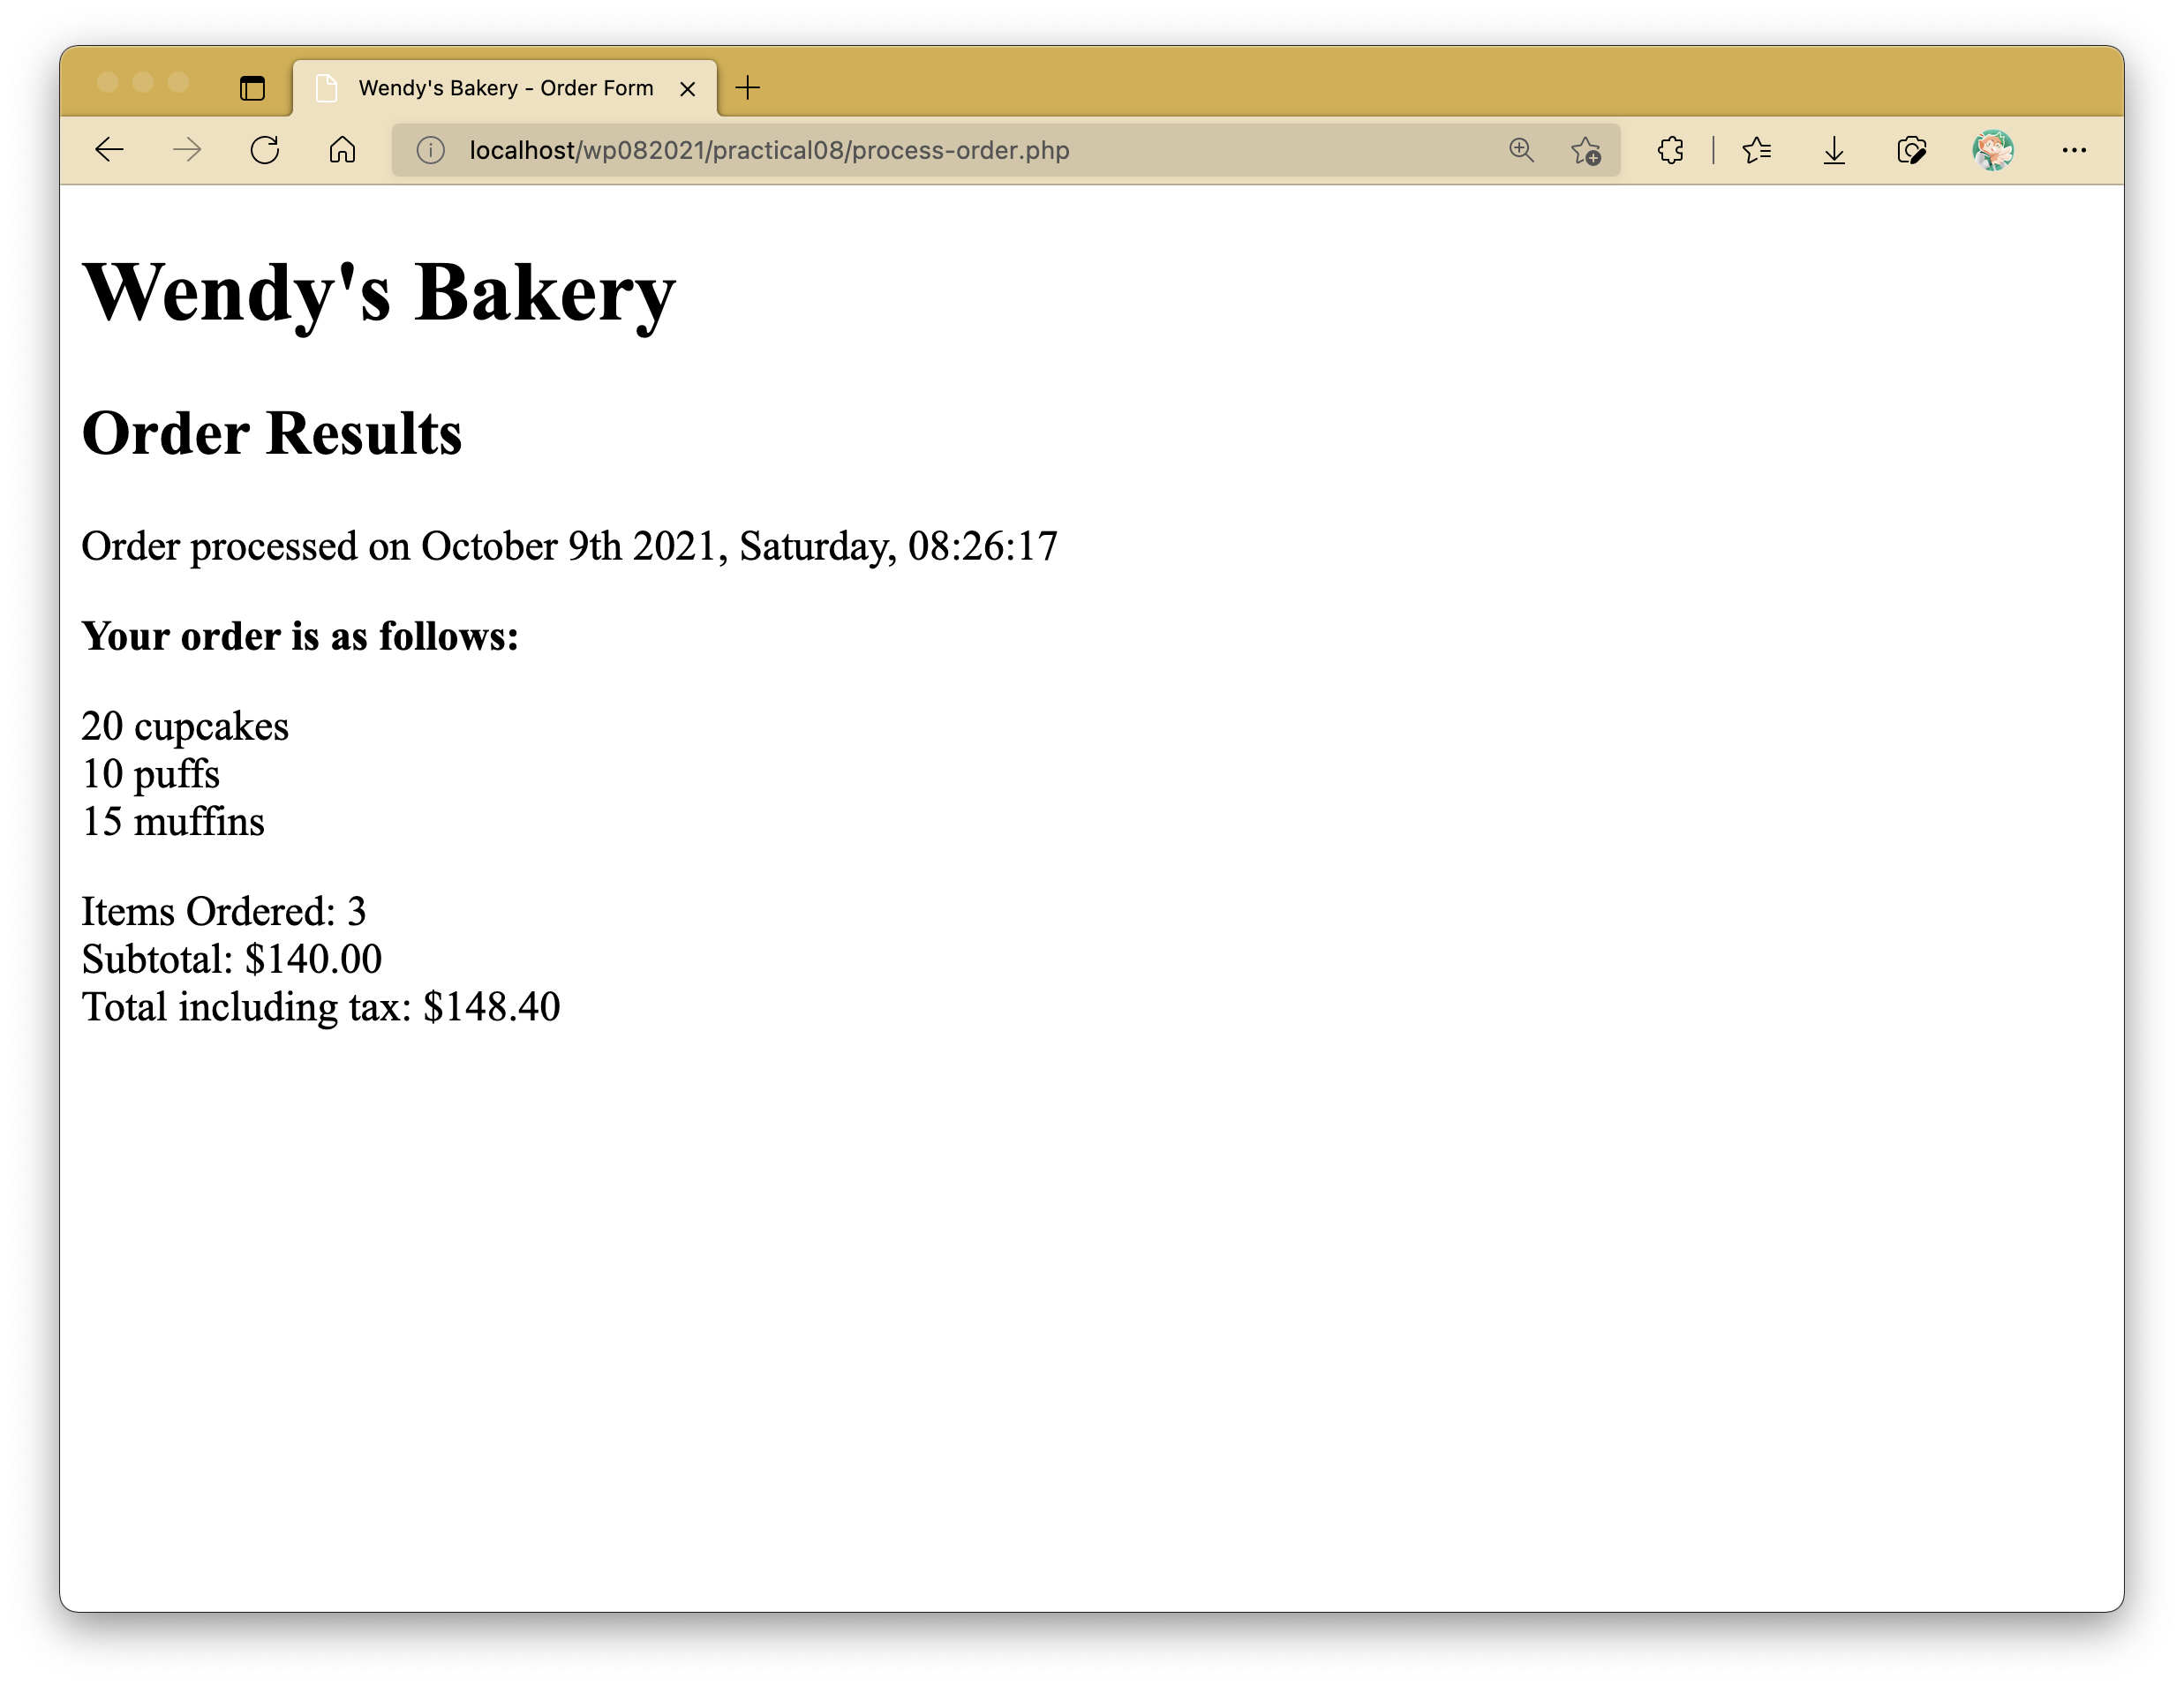 Wendy's Bakery - Order Form
localhost/wp082021/practical08/process-order.php
Wendy's Bakery
Order Results
Order processed on October 9th 2021, Saturday, 08:26:17
Your order is as follows:
20 cupcakes
10 puffs
15 muffins
Items Ordered: 3
Subtotal: $140.00
Total including tax: $148.40